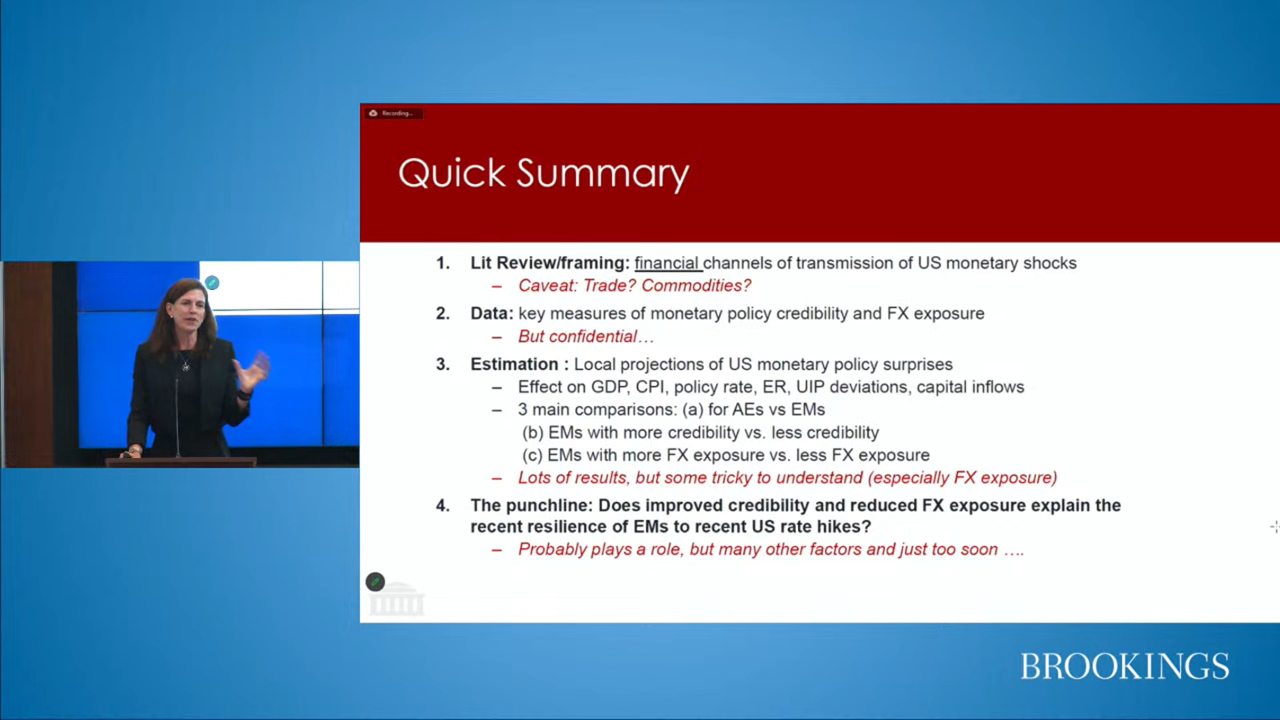 Recording...
Quick Summary
1. Lit Review/framing: financial channels of transmission of US monetary shocks
– Caveat: Trade? Commodities?
2. Data: key measures of monetary policy credibility and FX exposure
– But confidential…
3. Estimation : Local projections of US monetary policy surprises
– Effect on GDP, CPI, policy rate, ER, UIP deviations, capital inflows
– 3 main comparisons: (a) for AEs vs EMs
(b) EMs with more credibility vs. less credibility
(c) EMs with more FX exposure vs. less FX exposure
– Lots of results, but some tricky to understand (especially FX exposure)
4. The punchline: Does improved credibility and reduced FX exposure explain the
recent resilience of EMs to recent US rate hikes?
– Probably plays a role, but many other factors and just too soon ….
BROOKINGS